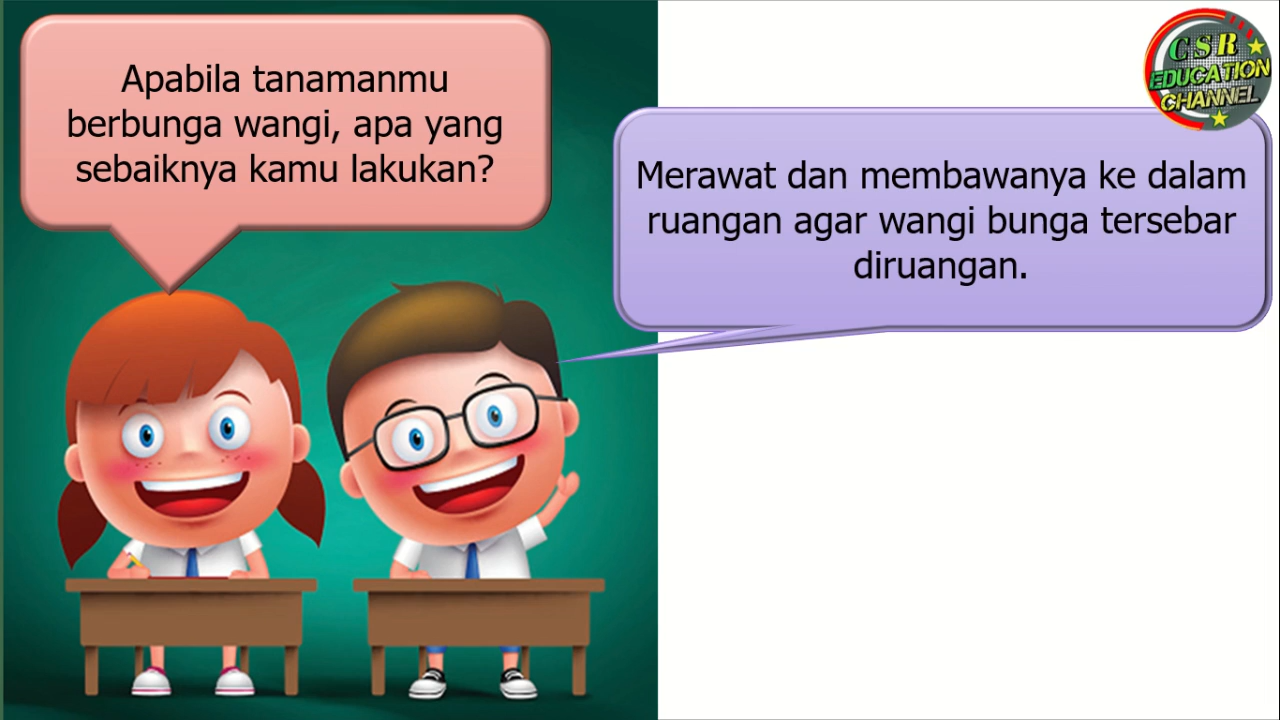 Apabila tanamanmu
berbunga wangi, apa yang
sebaiknya kamu lakukan?
Merawat dan membawanya ke dalam
ruangan agar wangi bunga tersebar
diruangan.
CSR
EDUCATION
CHANNEL